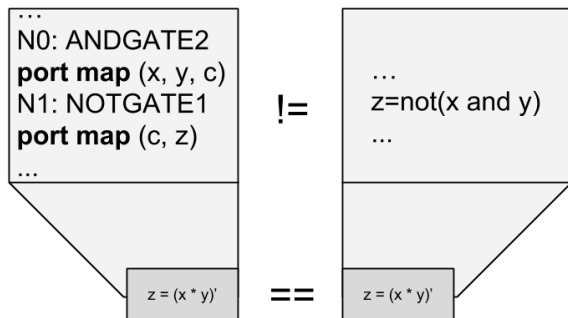 ...
N0: ANDGATE2
port map (x, y, c)
N1: NOTGATE1
port map (c, z)
...
!=
...
z=not(x and y)
...
z = (x * y)'
==
z = (x * y)'